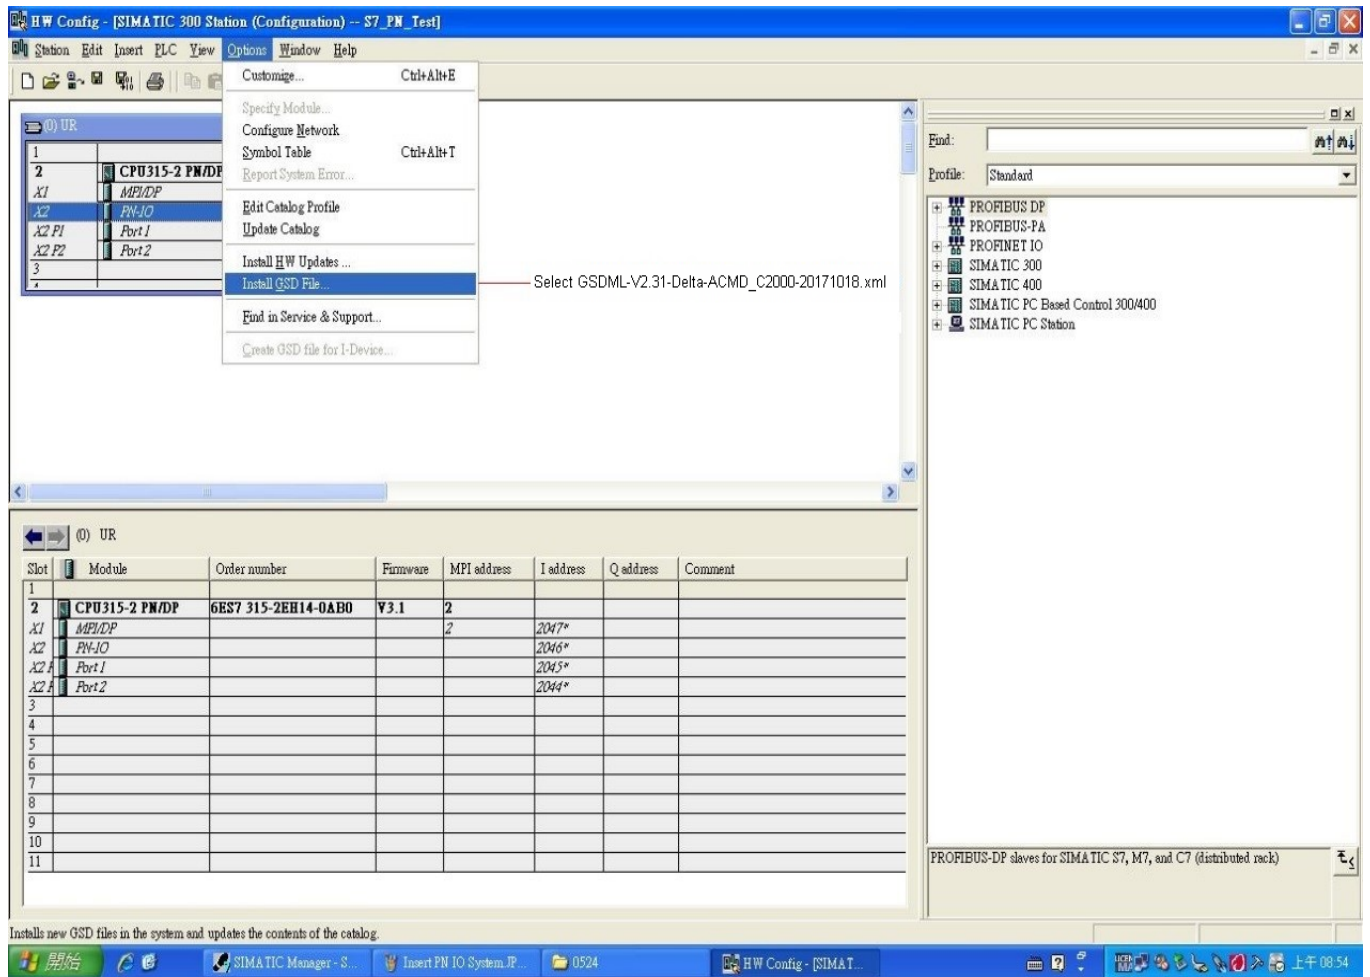 HW Config - [SIMATIC 300 Station (Configuration) -- S7_PN_Test]
Station Edit Insert PLC View Options Window Help
Customize... Ctrl+Alt+E
Specify Module...
Configure Network
Symbol Table Ctrl+Alt+T
Report System Error...
Edit Catalog Profile
Update Catalog
Install HW Updates ...
Install GSD File...
Find in Service & Support...
Create GSD file for I-Device...
Select GSDML-V2.31-Delta-ACMD_C2000-20171018.xml
(0) UR
1
2 CPU315-2 PN/DP
X1 MPI/DP
X2 PN-IO
X2 P1 Port 1
X2 P2 Port 2
3
Find:
Profile: Standard
PROFIBUS DP
PROFIBUS-PA
PROFINET IO
SIMATIC 300
SIMATIC 400
SIMATIC PC Based Control 300/400
SIMATIC PC Station
(0) UR
Slot Module Order number Firmware MPI address I address Q address Comment
1
2 CPU315-2 PN/DP 6ES7 315-2EH14-0AB0 V3.1 2
X1 MPI/DP 2 2047*
X2 PN-IO 2046*
X2 Port 1 2045*
X2 Port 2 2044*
3
4
5
6
7
8
9
10
11
PROFIBUS-DP slaves for SIMATIC S7, M7, and C7 (distributed rack)
Installs new GSD files in the system and updates the contents of the catalog.
開始 SIMATIC Manager - S... Insert PN IO System.JP... 0524 HW Config - [SIMAT... 上午 08:54